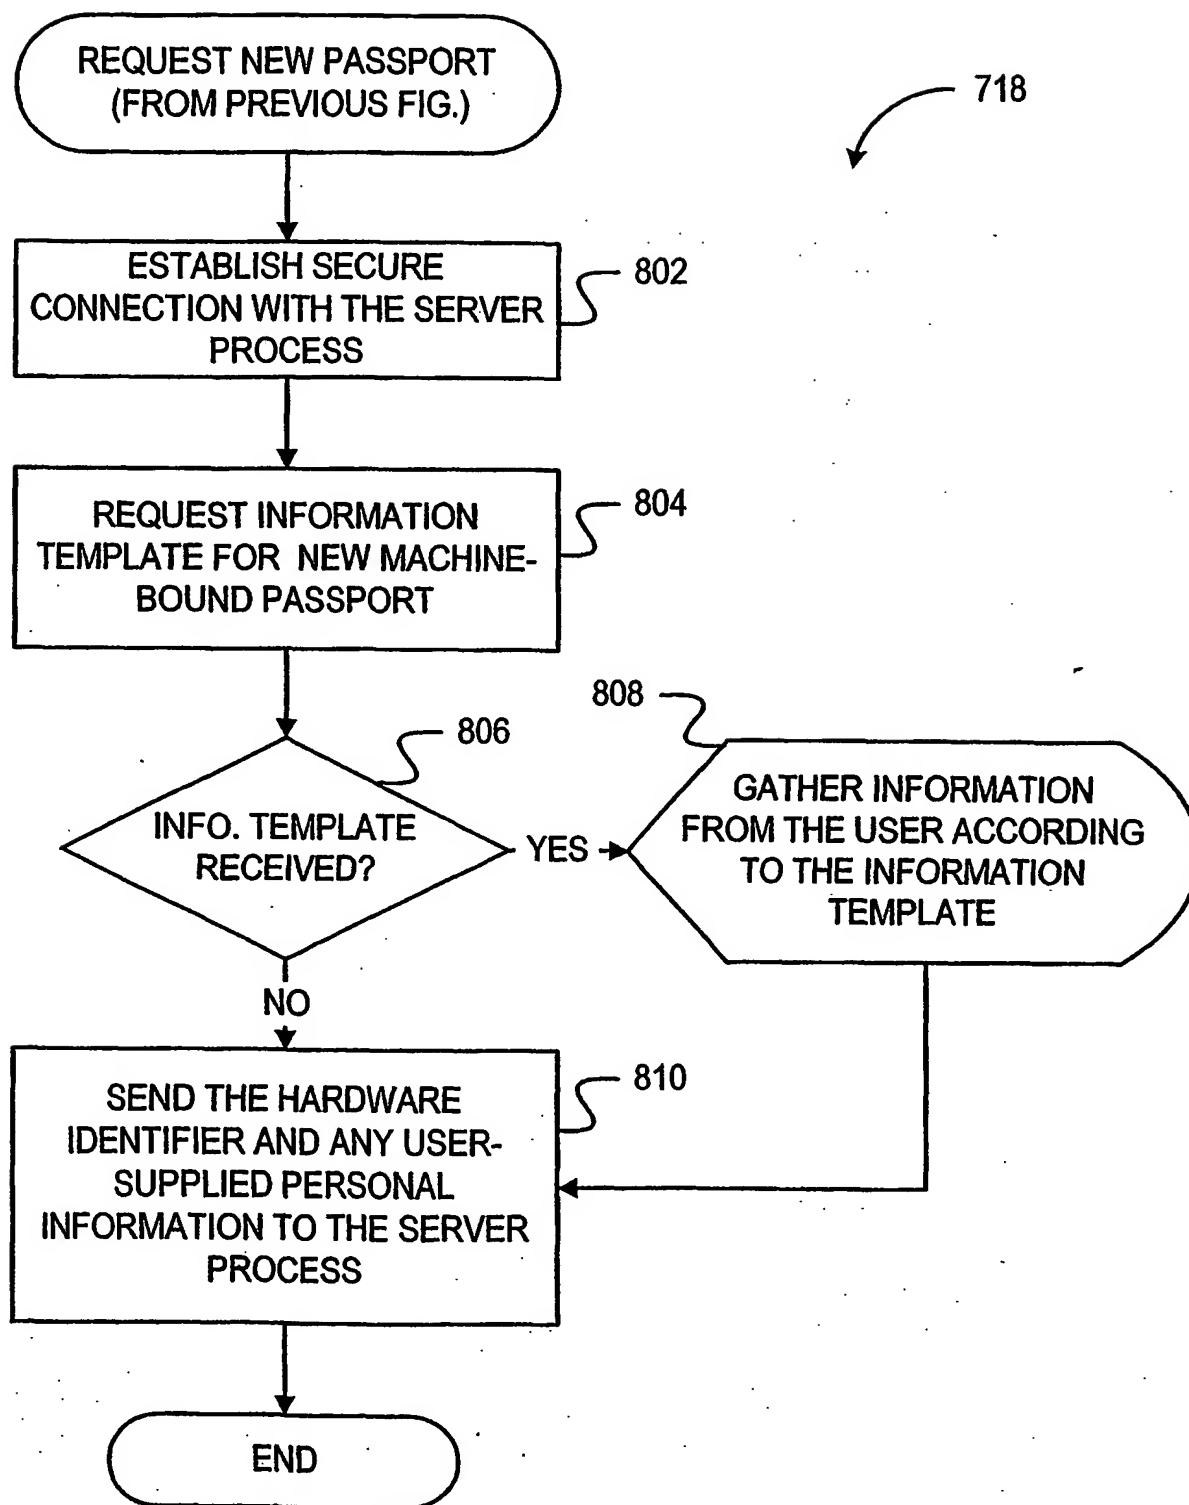 REQUEST NEW PASSPORT
(FROM PREVIOUS FIG.)
718
ESTABLISH SECURE
CONNECTION WITH THE SERVER
PROCESS
802
REQUEST INFORMATION
TEMPLATE FOR NEW MACHINE-
BOUND PASSPORT
804
INFO. TEMPLATE
RECEIVED?
806
YES
808
GATHER INFORMATION
FROM THE USER ACCORDING
TO THE INFORMATION
TEMPLATE
NO
SEND THE HARDWARE
IDENTIFIER AND ANY USER-
SUPPLIED PERSONAL
INFORMATION TO THE SERVER
PROCESS
810
END